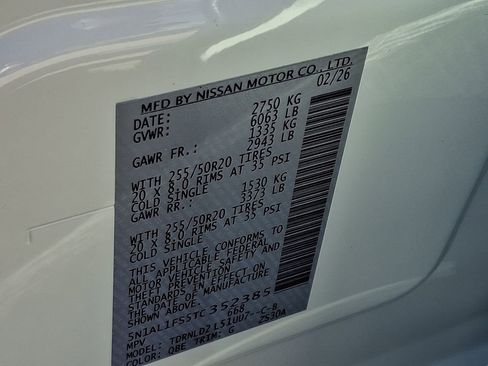 MFD BY NISSAN MOTOR CO., LTD.
DATE: 02/26
GVWR: 2750 KG
6063 LB
GAWR FR.: 1335 KG
2943 LB
WITH 255/50R20 TIRES
20 X 8.0 RIMS AT 35 PSI
COLD SINGLE
GAWR RR.: 1530 KG
3373 LB
WITH 255/50R20 TIRES
20 X 8.0 RIMS AT 35 PSI
COLD SINGLE
THIS VEHICLE CONFORMS TO
ALL APPLICABLE FEDERAL
MOTOR VEHICLE SAFETY AND
THEFT PREVENTION
STANDARDS IN EFFECT ON
THE DATE OF MANUFACTURE
SHOWN ABOVE.
5N1AL1FS5TC352385
MPV 668
MODEL: TDRNLD2L51UU7--C-B
COLOR: QBE TRIM: G ZS30A